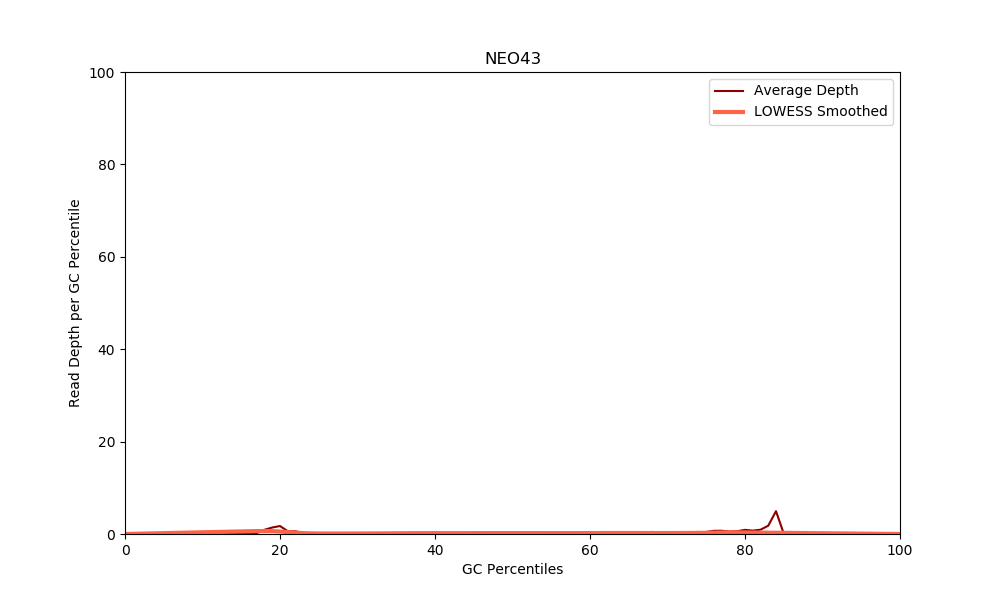 NEO43
100
80
60
40
20
0
Read Depth per GC Percentile
Average Depth
LOWESS Smoothed
0 20 40 60 80 100
GC Percentiles